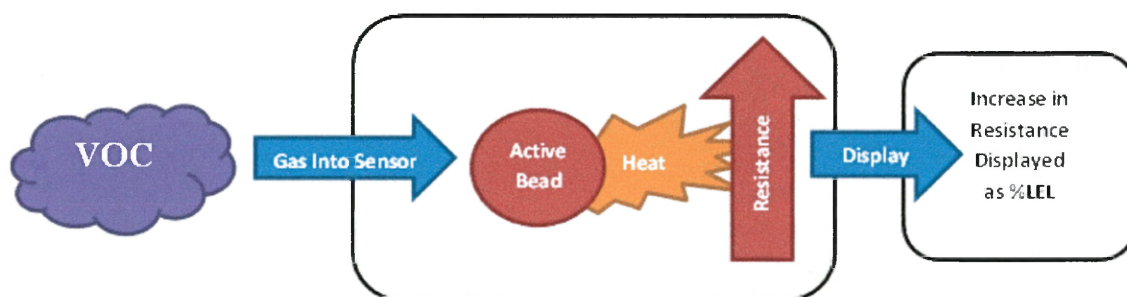 VOC
Gas Into Sensor
Active
Bead
Heat
Resistance
Display
Increase in
Resistance
Displayed
as %LEL